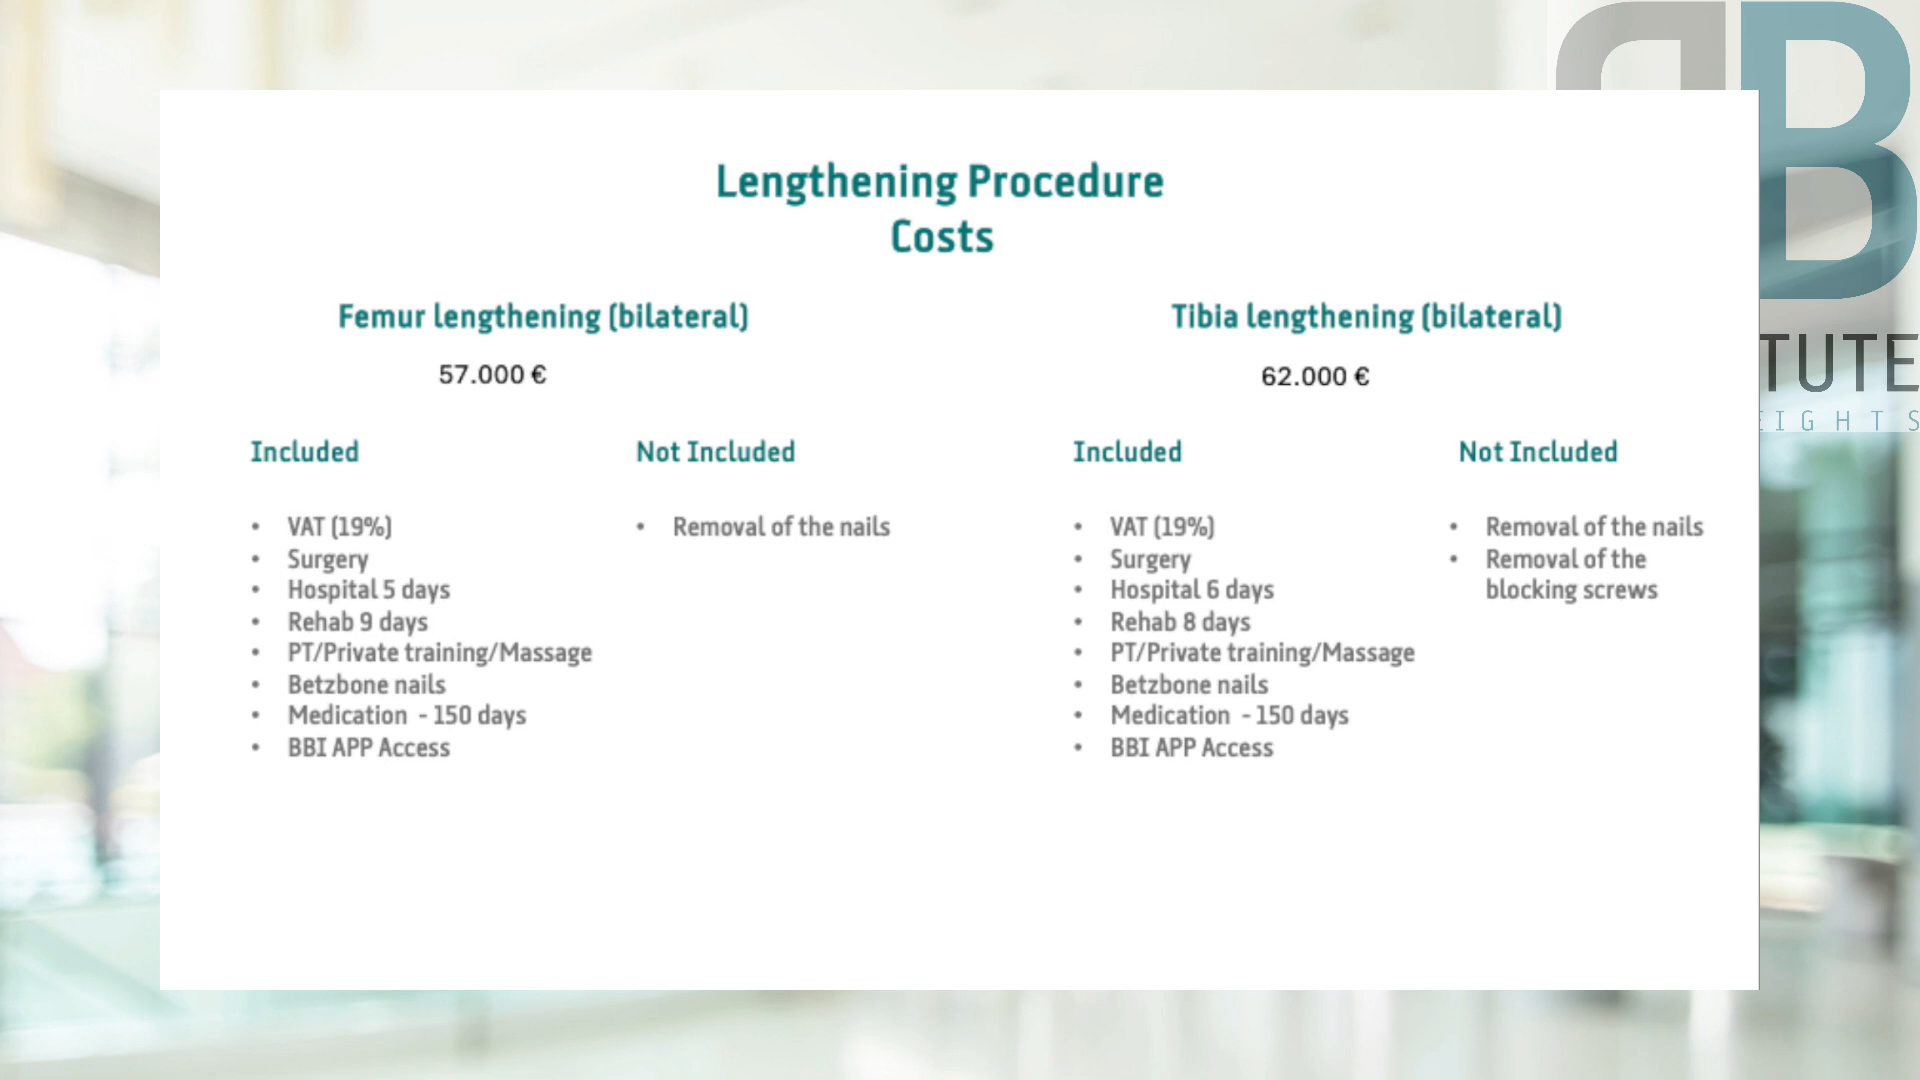 Lengthening Procedure
Costs
Femur lengthening (bilateral)
57.000 €
Included
• VAT (19%)
• Surgery
• Hospital 5 days
• Rehab 9 days
• PT/Private training/Massage
• Betzbone nails
• Medication - 150 days
• BBI APP Access
Not Included
• Removal of the nails
Tibia lengthening (bilateral)
62.000 €
Included
• VAT (19%)
• Surgery
• Hospital 6 days
• Rehab 8 days
• PT/Private training/Massage
• Betzbone nails
• Medication - 150 days
• BBI APP Access
Not Included
• Removal of the nails
• Removal of the
blocking screws
B
TUTE
EIGHTS